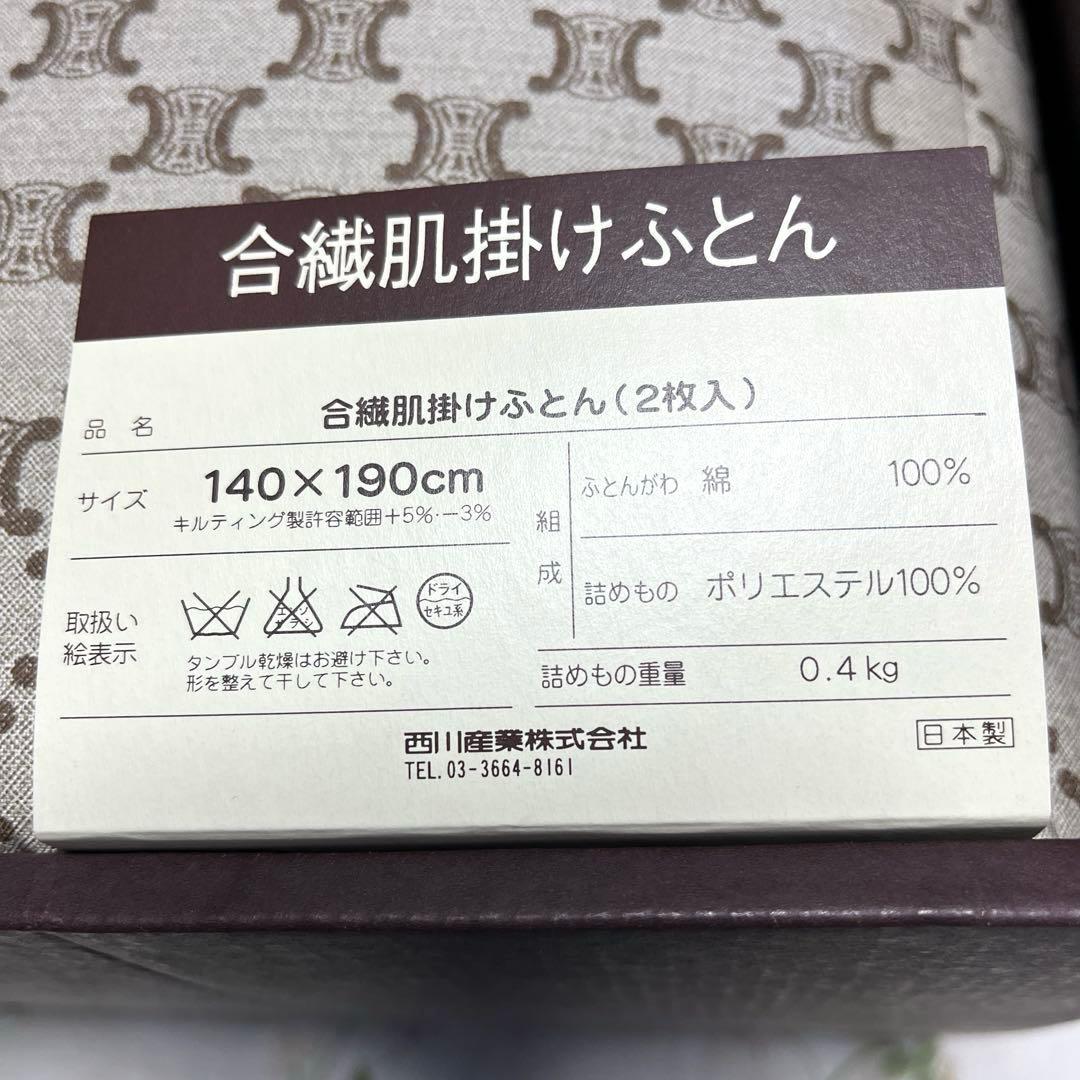 合繊肌掛けふとん
品名 合繊肌掛けふとん(2枚入)
サイズ 140×190cm
キルティング製許容範囲+5%·−3%
組成
ふとんがわ 綿 100%
詰めもの ポリエステル100%
取扱い
絵表示
エンソ
サラシ
ドライ
セキユ系
タンブル乾燥はお避け下さい。
形を整えて干して下さい。
詰めもの重量 0.4kg
西川産業株式会社
TEL.03-3664-8161
日本製